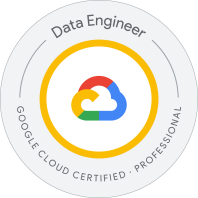 Data Engineer
GOOGLE CLOUD CERTIFIED · PROFESSIONAL